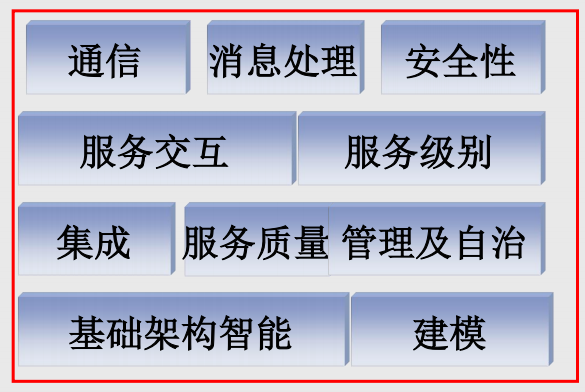 通信 消息处理 安全性
服务交互 服务级别
集成 服务质量 管理及自治
基础架构智能 建模